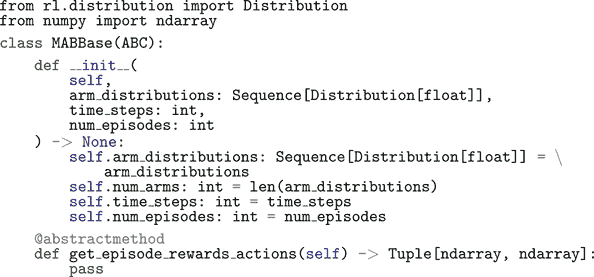 from rl.distribution import Distribution
from numpy import ndarray
class MABBase(ABC):
    def __init__(
        self,
        arm_distributions: Sequence[Distribution[float]],
        time_steps: int,
        num_episodes: int
    ) -> None:
        self.arm_distributions: Sequence[Distribution[float]] = \
            arm_distributions
        self.num_arms: int = len(arm_distributions)
        self.time_steps: int = time_steps
        self.num_episodes: int = num_episodes
    @abstractmethod
    def get_episode_rewards_actions(self) -> Tuple[ndarray, ndarray]:
        pass